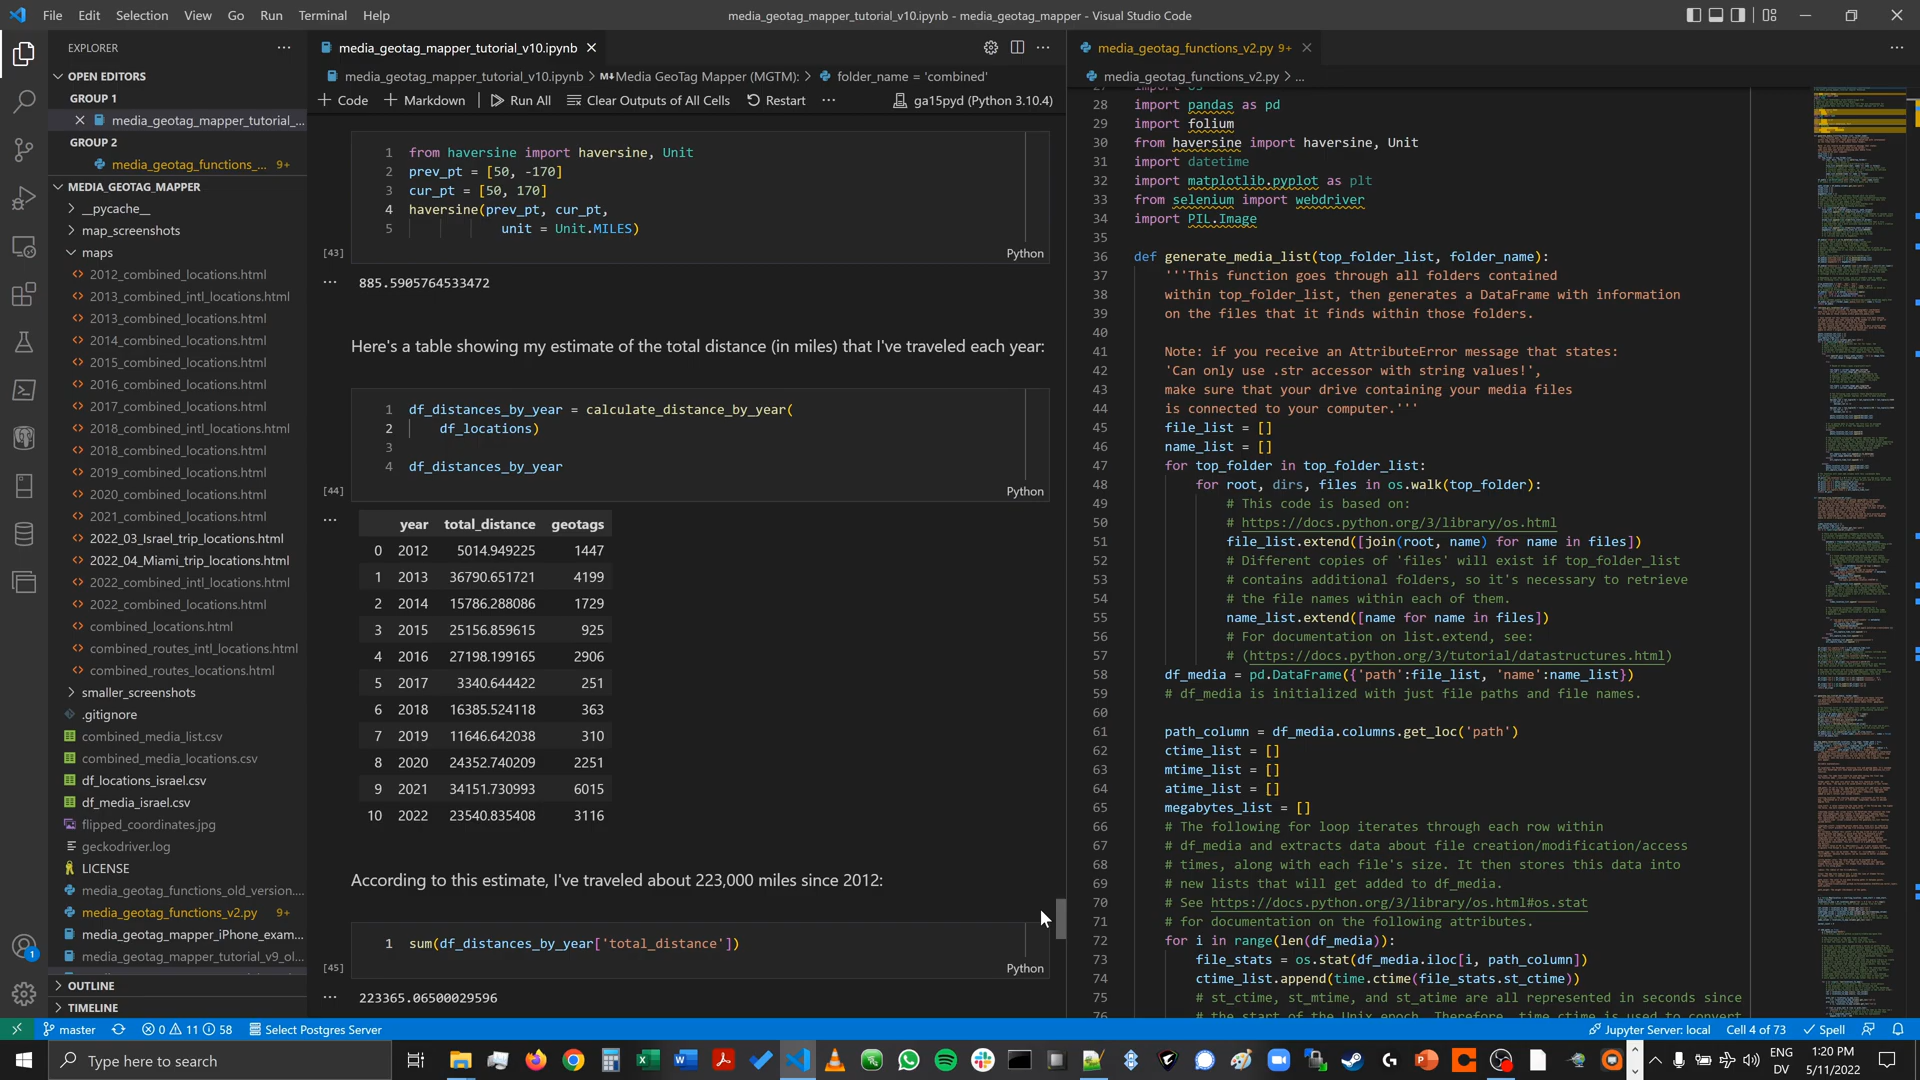 File Edit Selection View Go Run Terminal Help
media_geotag_mapper_tutorial_v10.ipynb - media_geotag_mapper - Visual Studio Code
EXPLORER
OPEN EDITORS
GROUP 1
media_geotag_mapper_tutorial_...
GROUP 2
media_geotag_functions_... 9+
MEDIA_GEOTAG_MAPPER
__pycache__
map_screenshots
maps
2012_combined_locations.html
2013_combined_intl_locations.html
2013_combined_locations.html
2014_combined_locations.html
2015_combined_locations.html
2016_combined_locations.html
2017_combined_locations.html
2018_combined_intl_locations.html
2018_combined_locations.html
2019_combined_locations.html
2020_combined_locations.html
2021_combined_locations.html
2022_03_Israel_trip_locations.html
2022_04_Miami_trip_locations.html
2022_combined_intl_locations.html
2022_combined_locations.html
combined_locations.html
combined_routes_intl_locations.html
combined_routes_locations.html
smaller_screenshots
.gitignore
combined_media_list.csv
combined_media_locations.csv
df_locations_israel.csv
df_media_israel.csv
flipped_coordinates.jpg
geckodriver.log
LICENSE
media_geotag_functions_old_version....
media_geotag_functions_v2.py 9+
media_geotag_mapper_iPhone_exam...
media_geotag_mapper_tutorial_v9_ol...
OUTLINE
TIMELINE
media_geotag_mapper_tutorial_v10.ipynb
media_geotag_mapper_tutorial_v10.ipynb > M↓Media GeoTag Mapper (MGTM): > folder_name = 'combined'
+ Code + Markdown Run All Clear Outputs of All Cells Restart ... ga15pyd (Python 3.10.4)
1 from haversine import haversine, Unit
2 prev_pt = [50, -170]
3 cur_pt = [50, 170]
4 haversine(prev_pt, cur_pt,
5 unit = Unit.MILES)
[43] Python
885.5905764533472
Here's a table showing my estimate of the total distance (in miles) that I've traveled each year:
1 df_distances_by_year = calculate_distance_by_year(
2 df_locations)
3
4 df_distances_by_year
[44] Python
year total_distance geotags
0 2012 5014.949225 1447
1 2013 36790.651721 4199
2 2014 15786.288086 1729
3 2015 25156.859615 925
4 2016 27198.199165 2906
5 2017 3340.644422 251
6 2018 16385.524118 363
7 2019 11646.642038 310
8 2020 24352.740209 2251
9 2021 34151.730993 6015
10 2022 23540.835408 3116
According to this estimate, I've traveled about 223,000 miles since 2012:
1 sum(df_distances_by_year['total_distance'])
[45] Python
223365.06500029596
media_geotag_functions_v2.py 9+
media_geotag_functions_v2.py > ...
27 import os
28 import pandas as pd
29 import folium
30 from haversine import haversine, Unit
31 import datetime
32 import matplotlib.pyplot as plt
33 from selenium import webdriver
34 import PIL.Image
35
36 def generate_media_list(top_folder_list, folder_name):
37 '''This function goes through all folders contained
38 within top_folder_list, then generates a DataFrame with information
39 on the files that it finds within those folders.
40
41 Note: if you receive an AttributeError message that states:
42 'Can only use .str accessor with string values!',
43 make sure that your drive containing your media files
44 is connected to your computer.'''
45 file_list = []
46 name_list = []
47 for top_folder in top_folder_list:
48 for root, dirs, files in os.walk(top_folder):
49 # This code is based on:
50 # https://docs.python.org/3/library/os.html
51 file_list.extend([join(root, name) for name in files])
52 # Different copies of 'files' will exist if top_folder_list
53 # contains additional folders, so it's necessary to retrieve
54 # the file names within each of them.
55 name_list.extend([name for name in files])
56 # For documentation on list.extend, see:
57 # (https://docs.python.org/3/tutorial/datastructures.html)
58 df_media = pd.DataFrame({'path':file_list, 'name':name_list})
59 # df_media is initialized with just file paths and file names.
60
61 path_column = df_media.columns.get_loc('path')
62 ctime_list = []
63 mtime_list = []
64 atime_list = []
65 megabytes_list = []
66 # The following for loop iterates through each row within
67 # df_media and extracts data about file creation/modification/access
68 # times, along with each file's size. It then stores this data into
69 # new lists that will get added to df_media.
70 # See https://docs.python.org/3/library/os.html#os.stat
71 # for documentation on the following attributes.
72 for i in range(len(df_media)):
73 file_stats = os.stat(df_media.iloc[i, path_column])
74 ctime_list.append(time.ctime(file_stats.st_ctime))
75 # st_ctime, st_mtime, and st_atime are all represented in seconds since
76 # the start of the Unix epoch. Therefore, time.ctime is used to convert
master 0 11 58 Select Postgres Server
Jupyter Server: local Cell 4 of 73 Spell
Type here to search
ENG
DV
1:20 PM
5/11/2022